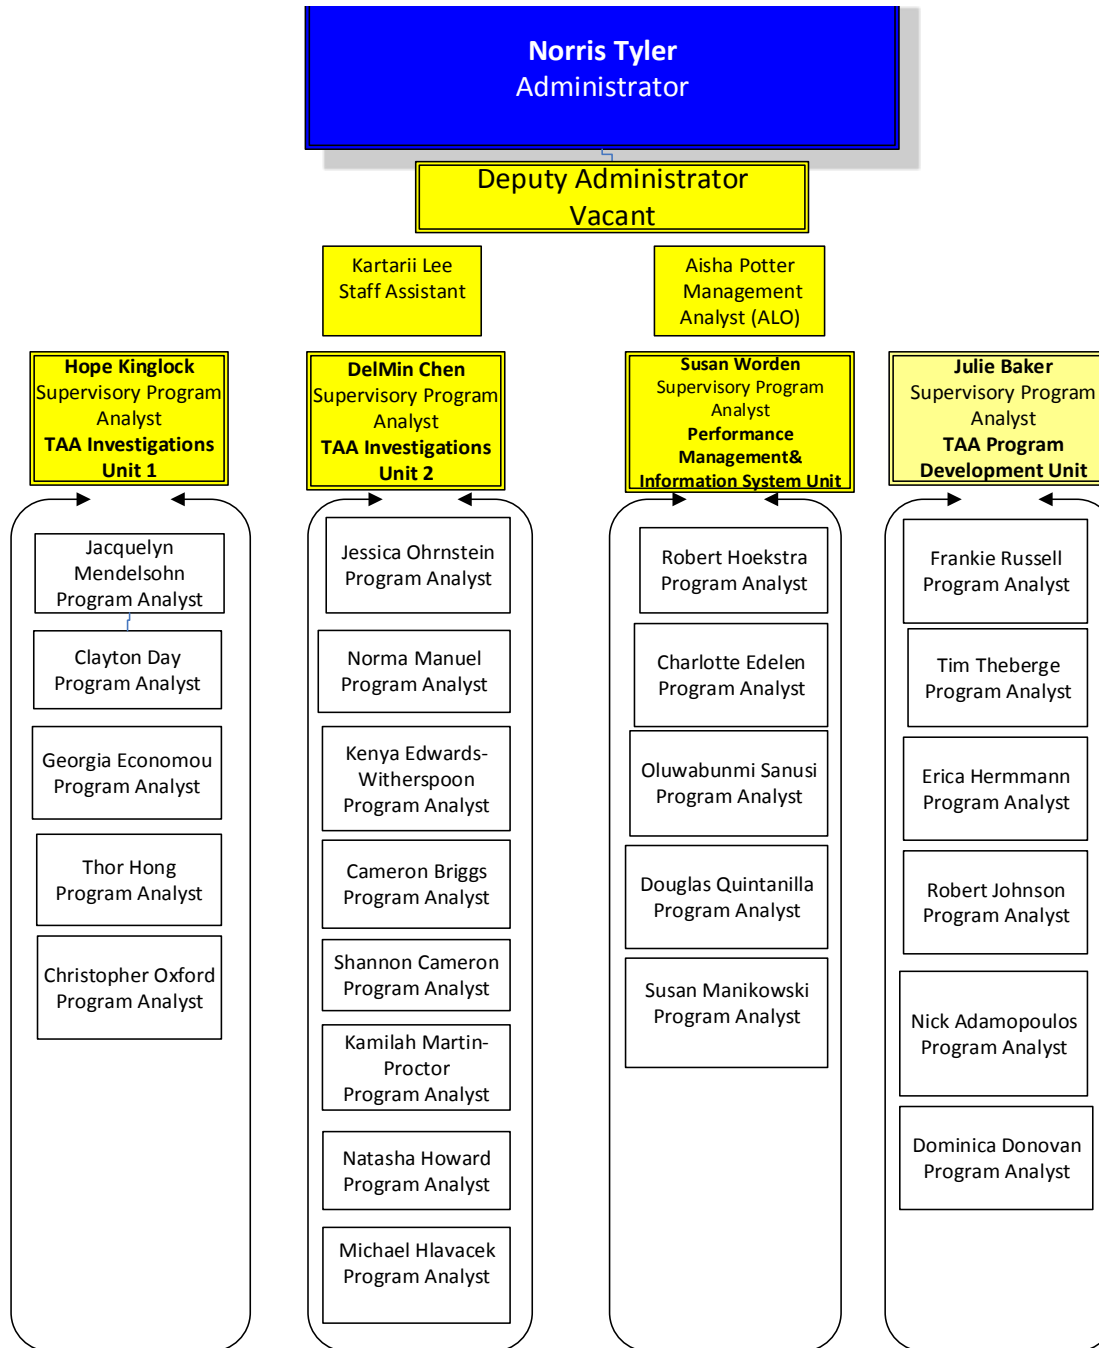 Norris Tyler
Administrator
Deputy Administrator
Vacant
Kartarii Lee
Staff Assistant
Aisha Potter
Management
Analyst (ALO)
Hope Kinglock
Supervisory Program
Analyst
TAA Investigations
Unit 1
Jacquelyn
Mendelsohn
Program Analyst
Clayton Day
Program Analyst
Georgia Economou
Program Analyst
Thor Hong
Program Analyst
Christopher Oxford
Program Analyst
DelMin Chen
Supervisory Program
Analyst
TAA Investigations
Unit 2
Jessica Ohrnstein
Program Analyst
Norma Manuel
Program Analyst
Kenya Edwards-
Witherspoon
Program Analyst
Cameron Briggs
Program Analyst
Shannon Cameron
Program Analyst
Kamilah Martin-
Proctor
Program Analyst
Natasha Howard
Program Analyst
Michael Hlavacek
Program Analyst
Susan Worden
Supervisory Program
Analyst
Performance
Management&
Information System Unit
Robert Hoekstra
Program Analyst
Charlotte Edelen
Program Analyst
Oluwabunmi Sanusi
Program Analyst
Douglas Quintanilla
Program Analyst
Susan Manikowski
Program Analyst
Julie Baker
Supervisory Program
Analyst
TAA Program
Development Unit
Frankie Russell
Program Analyst
Tim Theberge
Program Analyst
Erica Hermmann
Program Analyst
Robert Johnson
Program Analyst
Nick Adamopoulos
Program Analyst
Dominica Donovan
Program Analyst